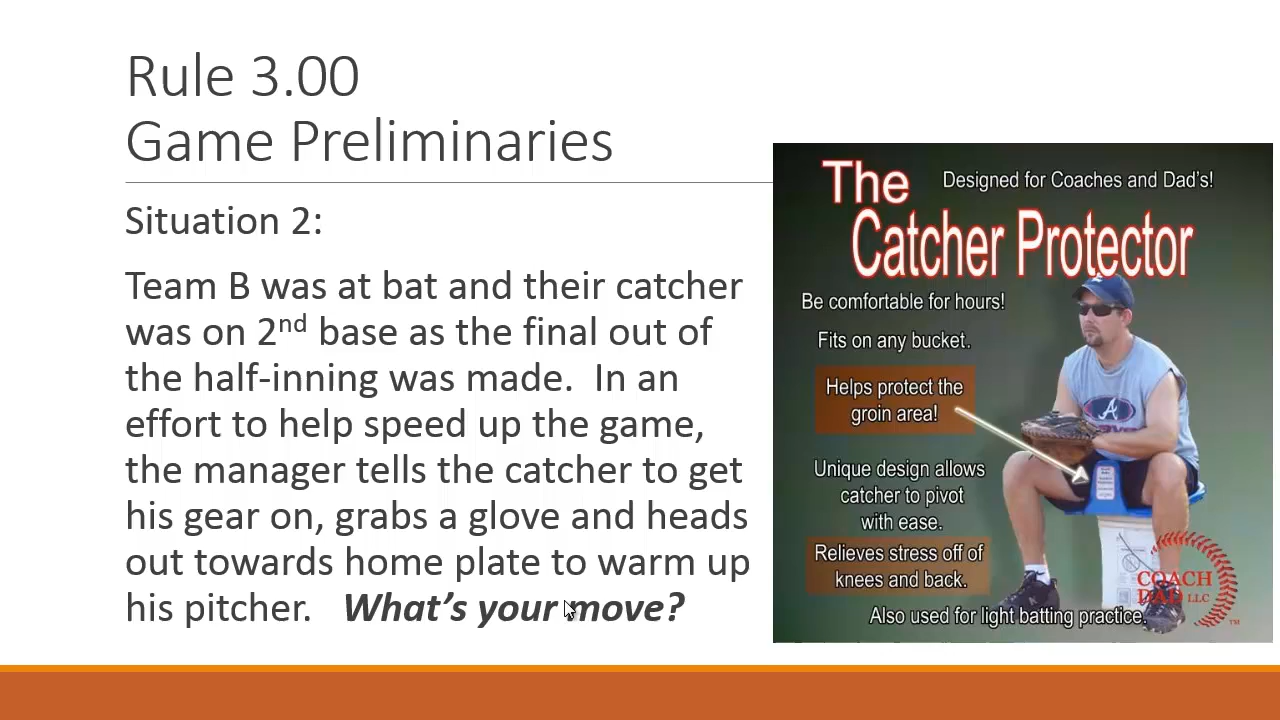 Rule 3.00
Game Preliminaries
Situation 2:
Team B was at bat and their catcher
was on 2nd base as the final out of
the half-inning was made.  In an
effort to help speed up the game,
the manager tells the catcher to get
his gear on, grabs a glove and heads
out towards home plate to warm up
his pitcher.   What's your move?
The
Designed for Coaches and Dad's!
Catcher Protector
Be comfortable for hours!
Fits on any bucket.
Helps protect the
groin area!
Unique design allows
catcher to pivot
with ease.
Relieves stress off of
knees and back.
Also used for light batting practice.
A
COACH
DAD LLC
TM